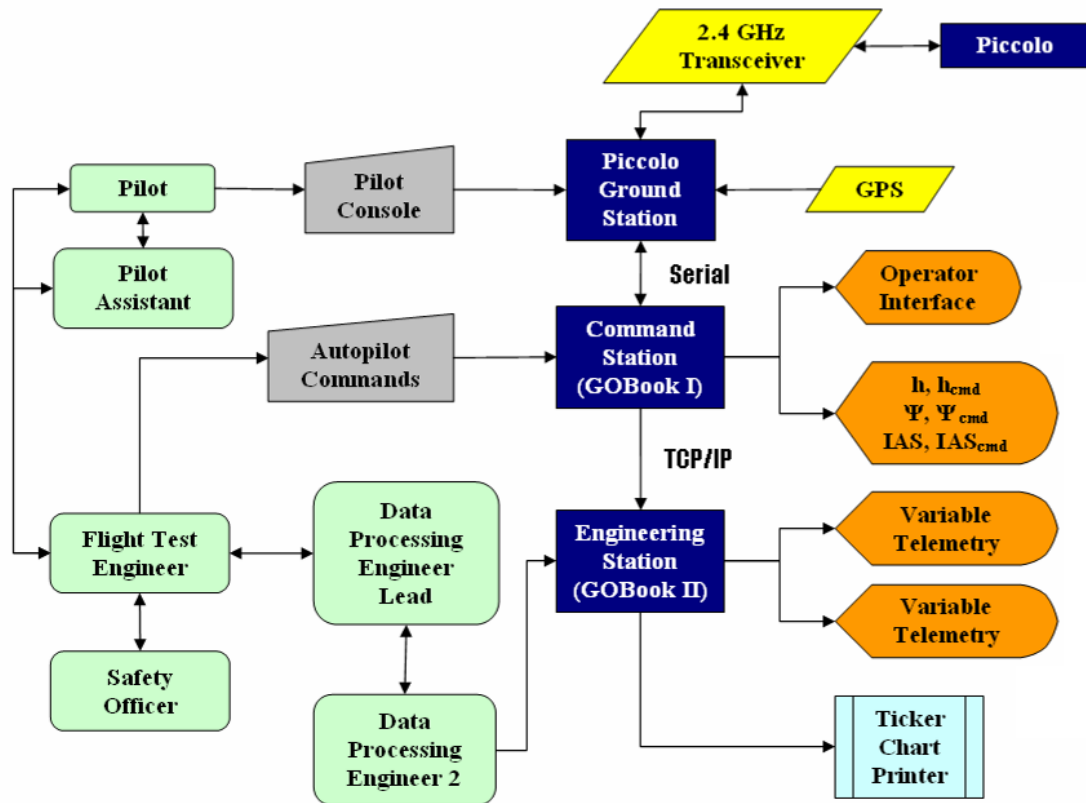 2.4 GHz
Transceiver
Piccolo
Pilot
Pilot
Console
Piccolo
Ground
Station
GPS
Pilot
Assistant
Serial
Operator
Interface
Autopilot
Commands
Command
Station
(GOBook I)
h, hcmd
Ψ, Ψcmd
IAS, IAScmd
TCP/IP
Flight Test
Engineer
Data
Processing
Engineer
Lead
Engineering
Station
(GOBook II)
Variable
Telemetry
Variable
Telemetry
Safety
Officer
Data
Processing
Engineer 2
Ticker
Chart
Printer